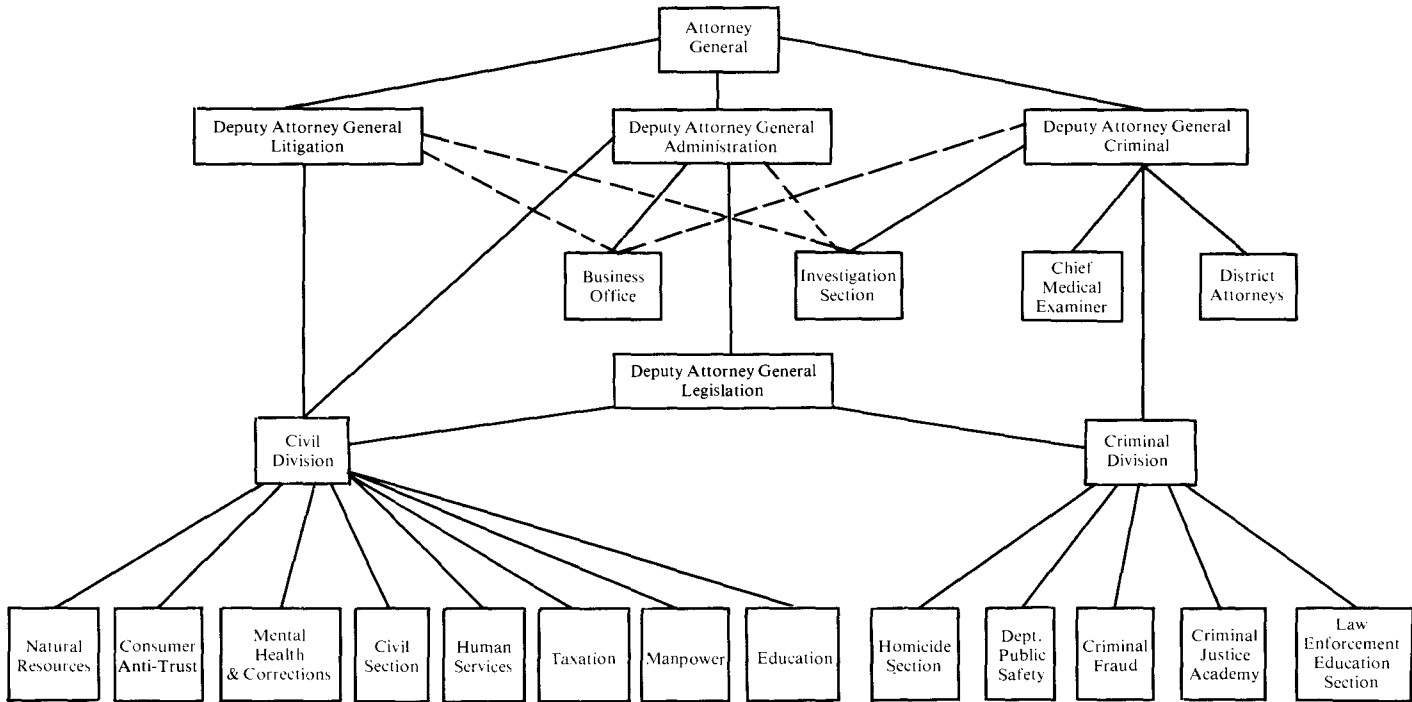 Attorney
General
Deputy Attorney General
Litigation
Deputy Attorney General
Administration
Deputy Attorney General
Criminal
Business
Office
Investigation
Section
Chief
Medical
Examiner
District
Attorneys
Deputy Attorney General
Legislation
Civil
Division
Criminal
Division
Natural
Resources
Consumer
Anti-Trust
Mental
Health
& Corrections
Civil
Section
Human
Services
Taxation
Manpower
Education
Homicide
Section
Dept.
Public
Safety
Criminal
Fraud
Criminal
Justice
Academy
Law
Enforcement
Education
Section